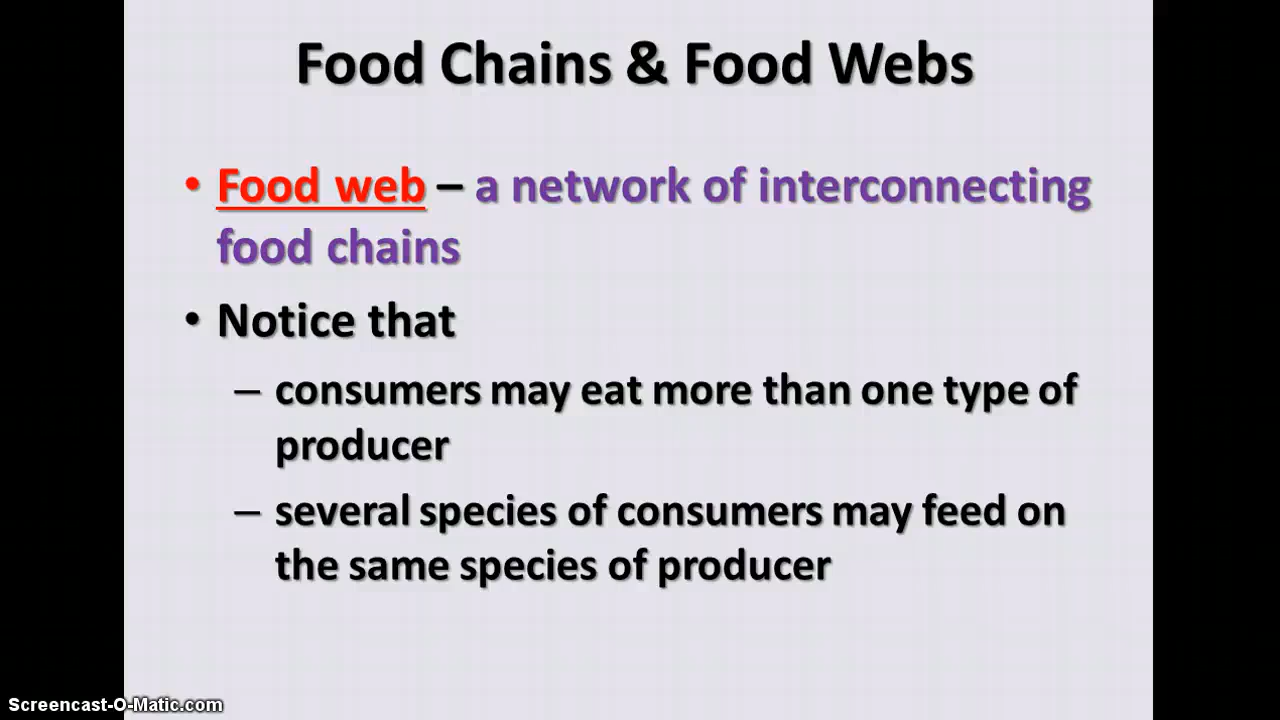 Food Chains & Food Webs
• Food web – a network of interconnecting
food chains
• Notice that
– consumers may eat more than one type of
producer
– several species of consumers may feed on
the same species of producer
Screencast-O-Matic.com